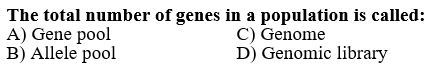 The total number of genes in a population is called:
A) Gene pool C) Genome
B) Allele pool D) Genomic library